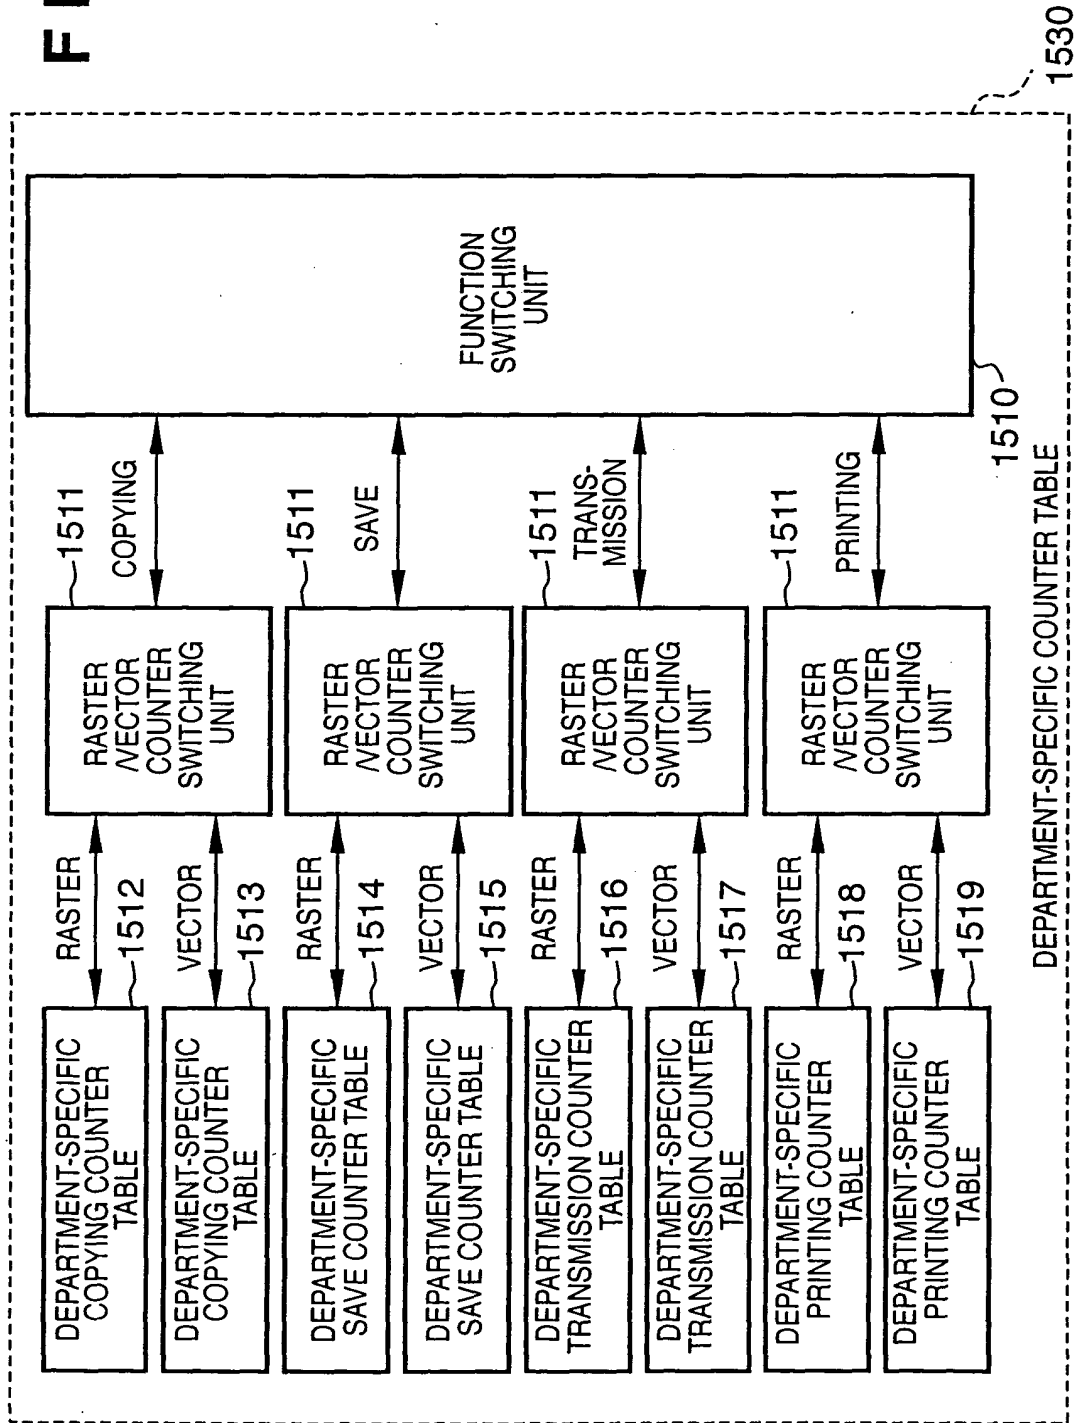 F
DEPARTMENT-SPECIFIC
COPYING COUNTER
TABLE
1512
RASTER
DEPARTMENT-SPECIFIC
COPYING COUNTER
TABLE
1513
VECTOR
RASTER
/VECTOR
COUNTER
SWITCHING
UNIT
1511
COPYING
DEPARTMENT-SPECIFIC
SAVE COUNTER TABLE
1514
RASTER
DEPARTMENT-SPECIFIC
SAVE COUNTER TABLE
1515
VECTOR
RASTER
/VECTOR
COUNTER
SWITCHING
UNIT
1511
SAVE
DEPARTMENT-SPECIFIC
TRANSMISSION COUNTER
TABLE
1516
RASTER
DEPARTMENT-SPECIFIC
TRANSMISSION COUNTER
TABLE
1517
VECTOR
RASTER
/VECTOR
COUNTER
SWITCHING
UNIT
1511
TRANS-
MISSION
DEPARTMENT-SPECIFIC
PRINTING COUNTER
TABLE
1518
RASTER
DEPARTMENT-SPECIFIC
PRINTING COUNTER
TABLE
1519
VECTOR
RASTER
/VECTOR
COUNTER
SWITCHING
UNIT
1511
PRINTING
FUNCTION
SWITCHING
UNIT
1510
DEPARTMENT-SPECIFIC COUNTER TABLE
1530